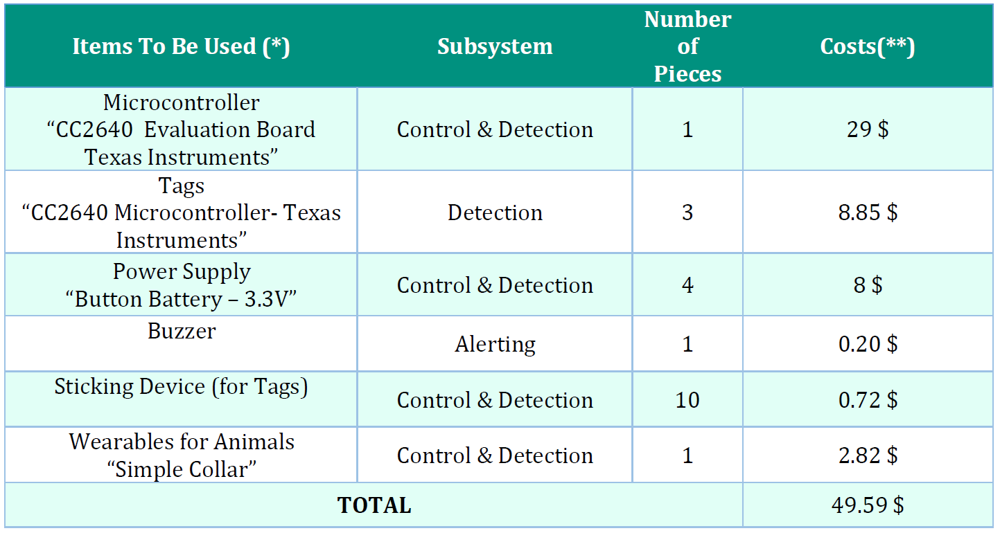 Items To Be Used (*) Subsystem Number of Pieces Costs(**)
Microcontroller
“CC2640  Evaluation Board
Texas Instruments”
Control & Detection
1
29 $
Tags
“CC2640 Microcontroller- Texas
Instruments”
Detection
3
8.85 $
Power Supply
“Button Battery – 3.3V”
Control & Detection
4
8 $
Buzzer
Alerting
1
0.20 $
Sticking Device (for Tags)
Control & Detection
10
0.72 $
Wearables for Animals
“Simple Collar”
Control & Detection
1
2.82 $
TOTAL
49.59 $